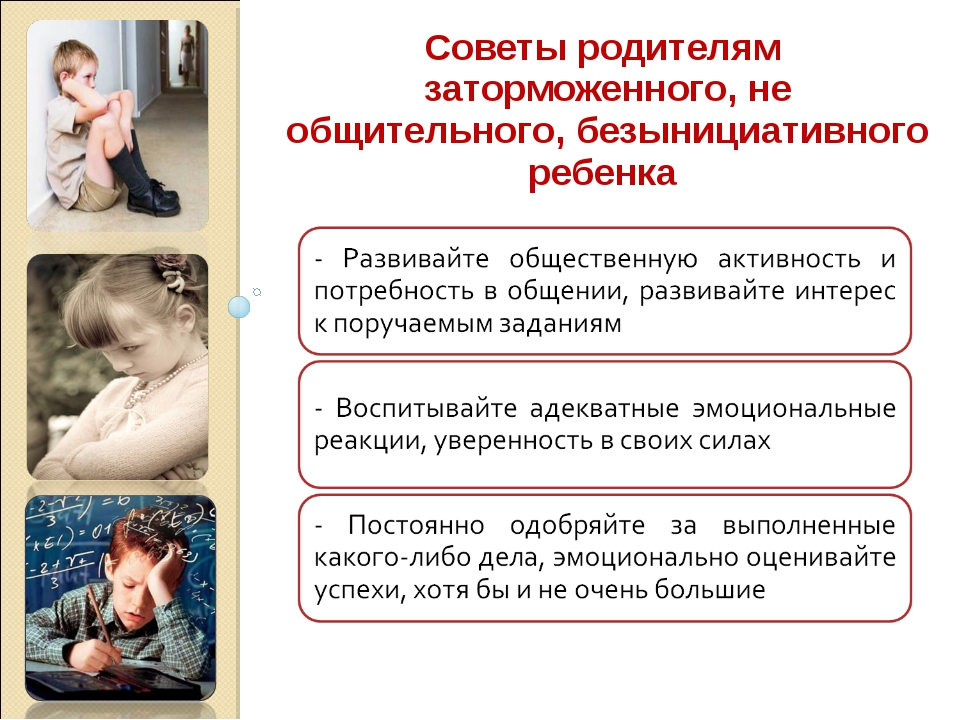 Советы родителям
заторможенного, не
общительного, безынициативного
ребенка
- Развивайте общественную активность и
потребность в общении, развивайте интерес
к поручаемым заданиям
- Воспитывайте адекватные эмоциональные
реакции, уверенность в своих силах
- Постоянно одобряйте за выполненные
какого-либо дела, эмоционально оценивайте
успехи, хотя бы и не очень большие